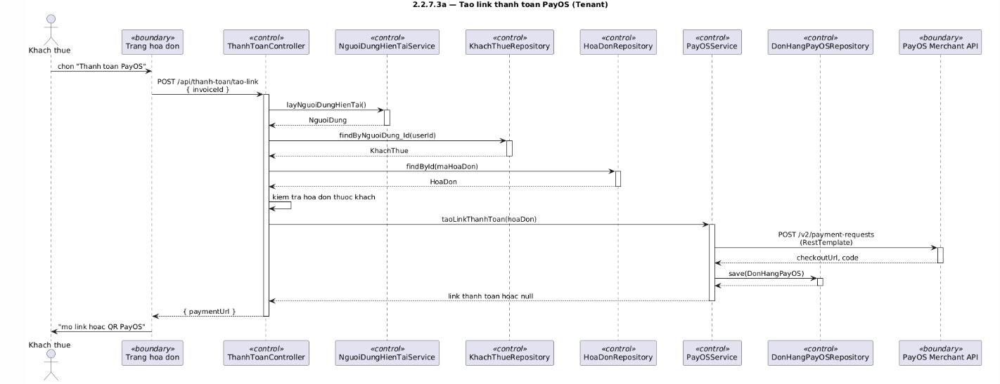 2.2.7.3a — Tao link thanh toan PayOS (Tenant)
Khach thue
«boundary»
Trang hoa don
«control»
ThanhToanController
«control»
NguoiDungHienTaiService
«control»
KhachThueRepository
«control»
HoaDonRepository
«control»
PayOSService
«control»
DonHangPayOSRepository
«boundary»
PayOS Merchant API
chon "Thanh toan PayOS"
POST /api/thanh-toan/tao-link
{ invoiceId }
layNguoiDungHienTai()
NguoiDung
findByNguoiDung_Id(userId)
KhachThue
findById(maHoaDon)
HoaDon
kiem tra hoa don thuoc khach
taoLinkThanhToan(hoaDon)
POST /v2/payment-requests
(RestTemplate)
checkoutUrl, code
save(DonHangPayOS)
link thanh toan hoac null
{ paymentUrl }
"mo link hoac QR PayOS"
Khach thue
«boundary»
Trang hoa don
«control»
ThanhToanController
«control»
NguoiDungHienTaiService
«control»
KhachThueRepository
«control»
HoaDonRepository
«control»
PayOSService
«control»
DonHangPayOSRepository
«boundary»
PayOS Merchant API